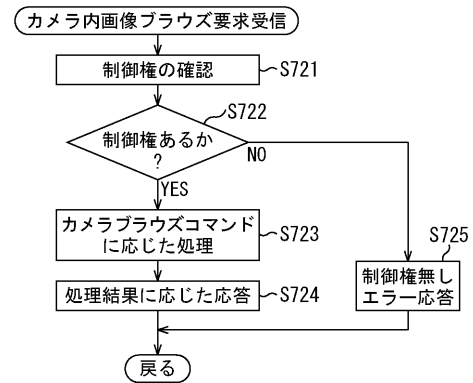 カメラ内画像ブラウズ要求受信
制御権の確認
S721
S722
制御権あるか
?
NO
YES
カメラブラウズコマンド
に応じた処理
S723
S725
制御権無し
エラー応答
処理結果に応じた応答
S724
戻る